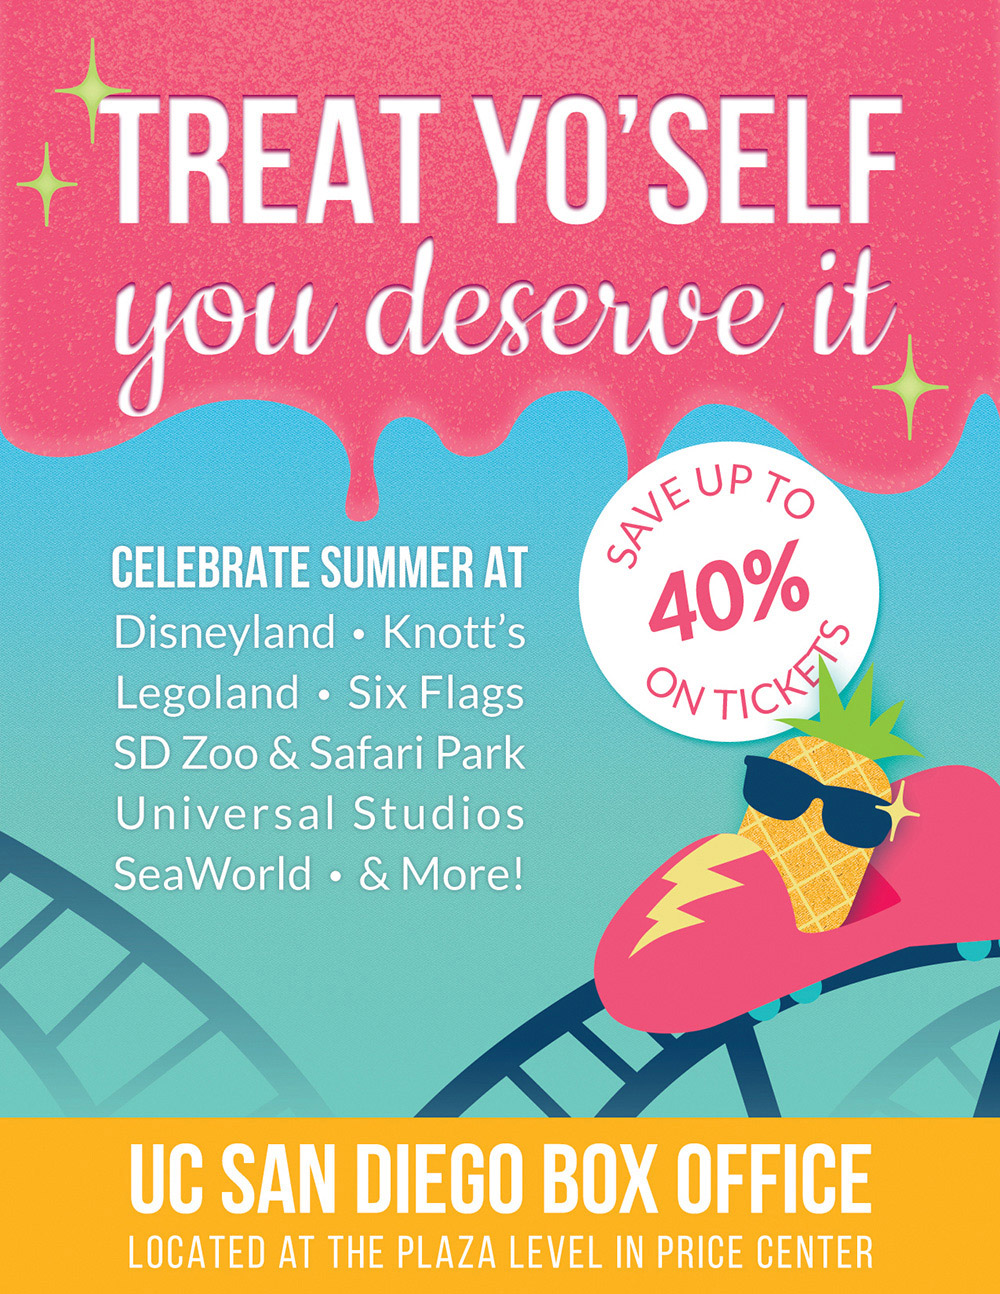 TREAT YO'SELF
you deserve it
SAVE UP TO
40%
ON TICKETS
CELEBRATE SUMMER AT
Disneyland • Knott's
Legoland • Six Flags
SD Zoo & Safari Park
Universal Studios
SeaWorld • & More!
UC SAN DIEGO BOX OFFICE
LOCATED AT THE PLAZA LEVEL IN PRICE CENTER